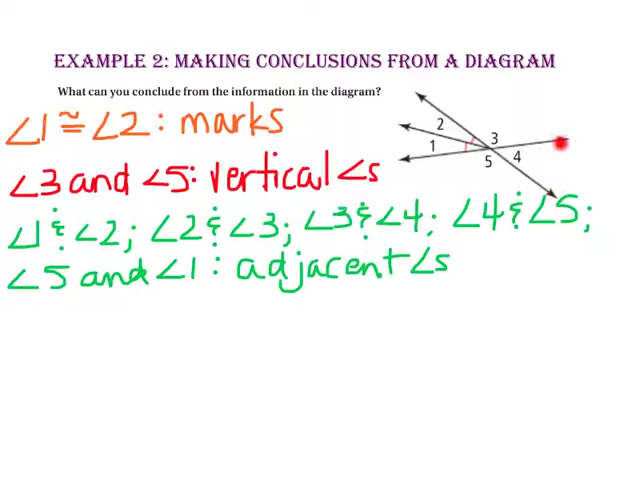 EXAMPLE 2: MAKING CONCLUSIONS FROM A DIAGRAM
What can you conclude from the information in the diagram?
∠1 ≅ ∠2 : marks
∠3 and ∠5: vertical ∠s
∠1 & ∠2; ∠2 & ∠3; ∠3 & ∠4; ∠4 & ∠5;
∠5 and ∠1 : adjacent ∠s
2
3
1
5
4